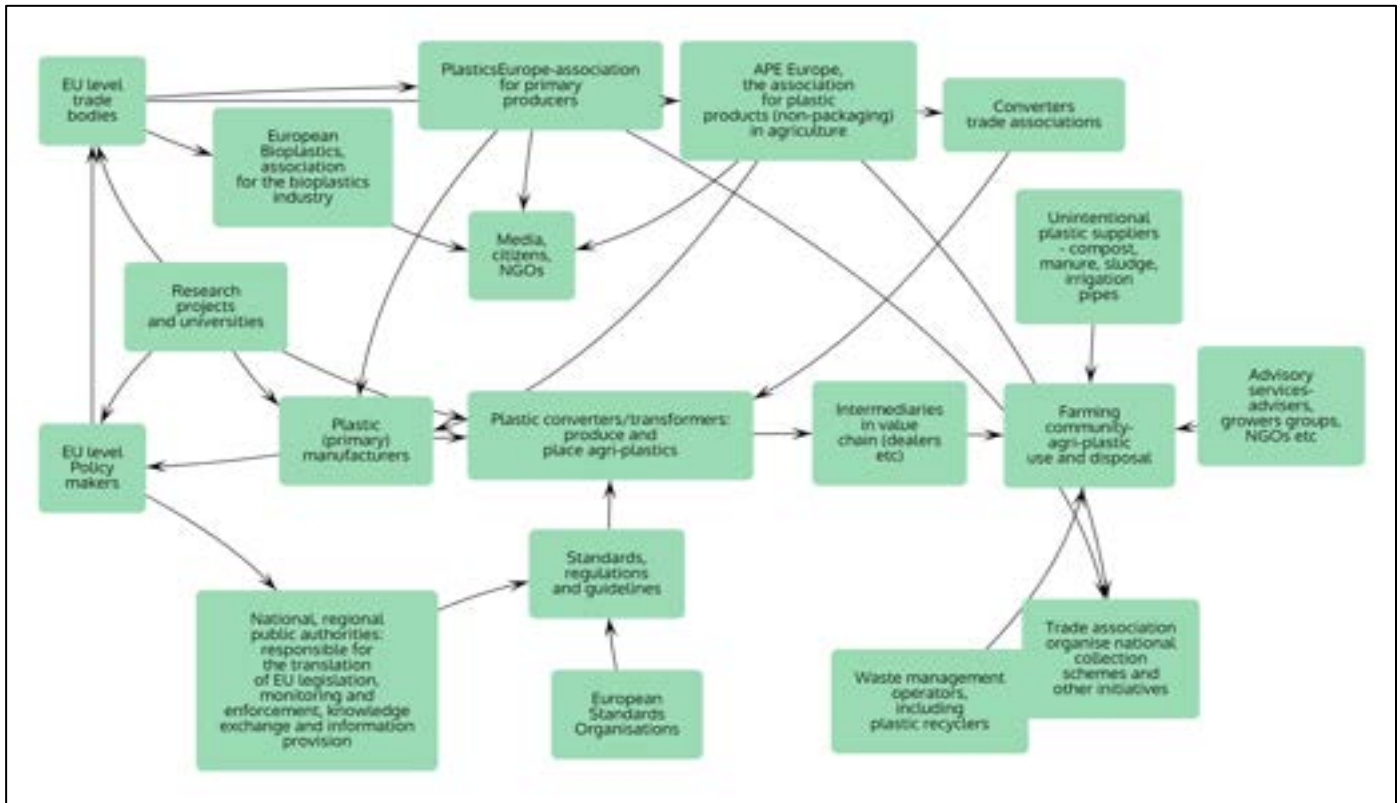 EU level
trade
bodies
PlasticsEurope-association
for primary
producers
APE Europe,
the association
for plastic
products (non-packaging)
in agriculture
Converters
trade associations
European
Bioplastics,
association
for the bioplastics
industry
Media,
citizens,
NGOs
Unintentional
plastic suppliers
- compost,
manure, sludge,
irrigation
pipes
Research
projects
and universities
EU level
Policy
makers
Plastic
(primary)
manufacturers
Plastic converters/transformers:
produce and
place agri-plastics
Intermediaries
in value
chain (dealers
etc)
Farming
community-
agri-plastic
use and disposal
Advisory
services-
advisers,
growers groups,
NGOs etc
Standards,
regulations
and guidelines
National, regional
public authorities:
responsible for
the translation
of EU legislation,
monitoring and
enforcement, knowledge
exchange and information
provision
European
Standards
Organisations
Waste management
operators,
including
plastic recyclers
Trade association
organise national
collection
schemes and
other initiatives